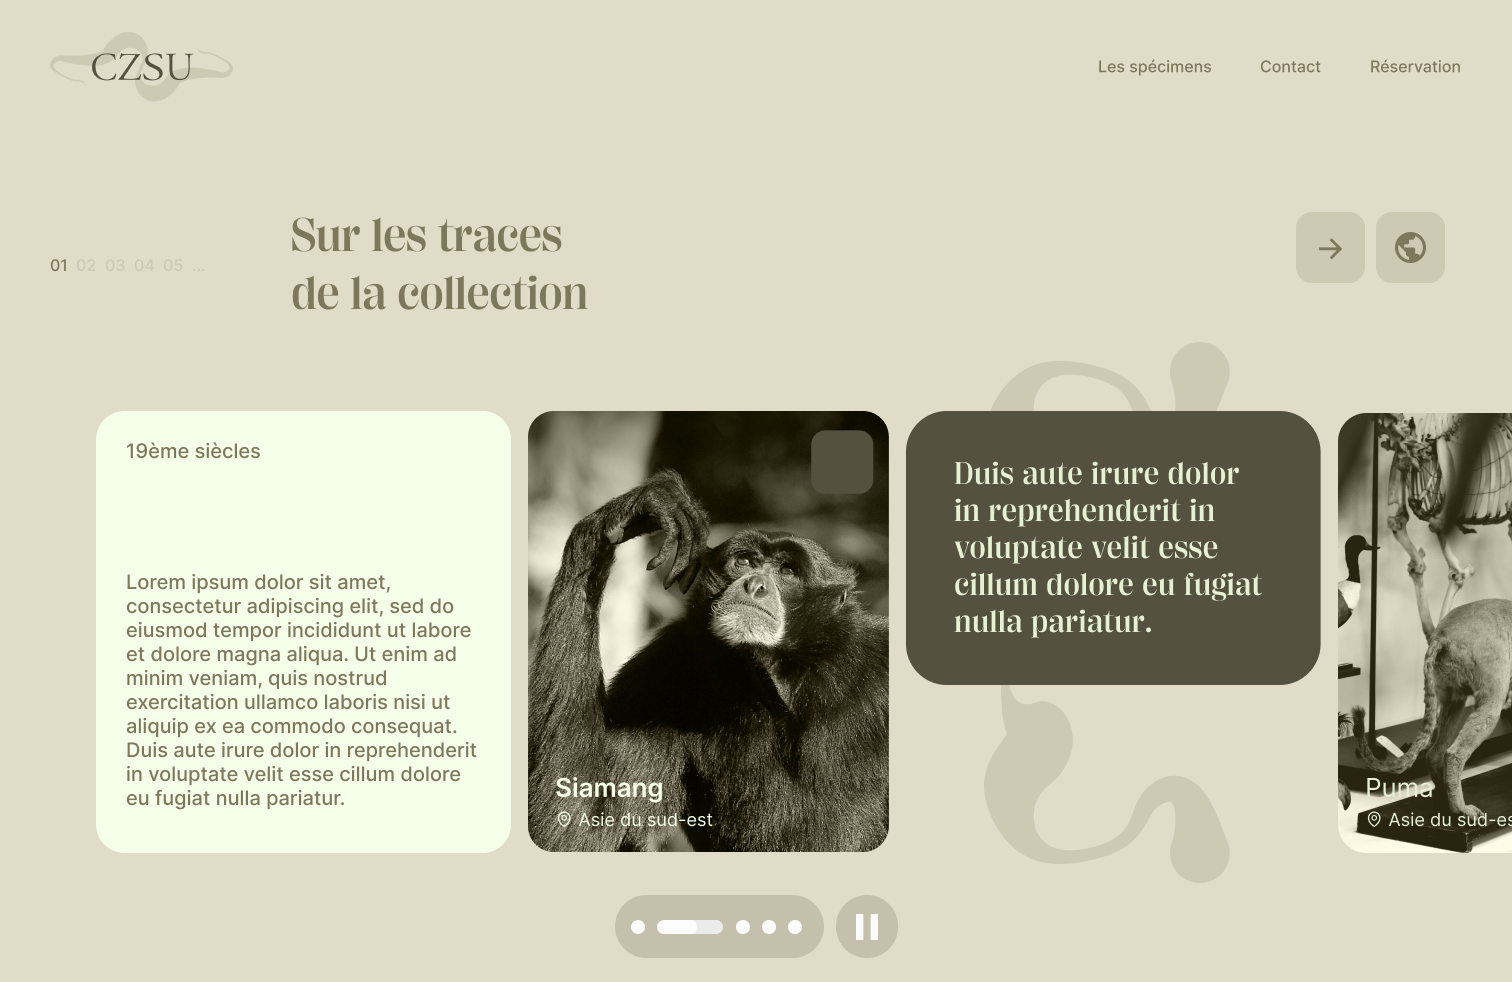 CZSU
Les spécimens
Contact
Réservation
Sur les traces
de la collection
01 02 03 04 05 ...
19ème siècles
Lorem ipsum dolor sit amet,
consectetur adipiscing elit, sed do
eiusmod tempor incididunt ut labore
et dolore magna aliqua. Ut enim ad
minim veniam, quis nostrud
exercitation ullamco laboris nisi ut
aliquip ex ea commodo consequat.
Duis aute irure dolor in reprehenderit
in voluptate velit esse cillum dolore
eu fugiat nulla pariatur.
Siamang
Asie du sud-est
Duis aute irure dolor
in reprehenderit in
voluptate velit esse
cillum dolore eu fugiat
nulla pariatur.
Puma
Asie du sud-es